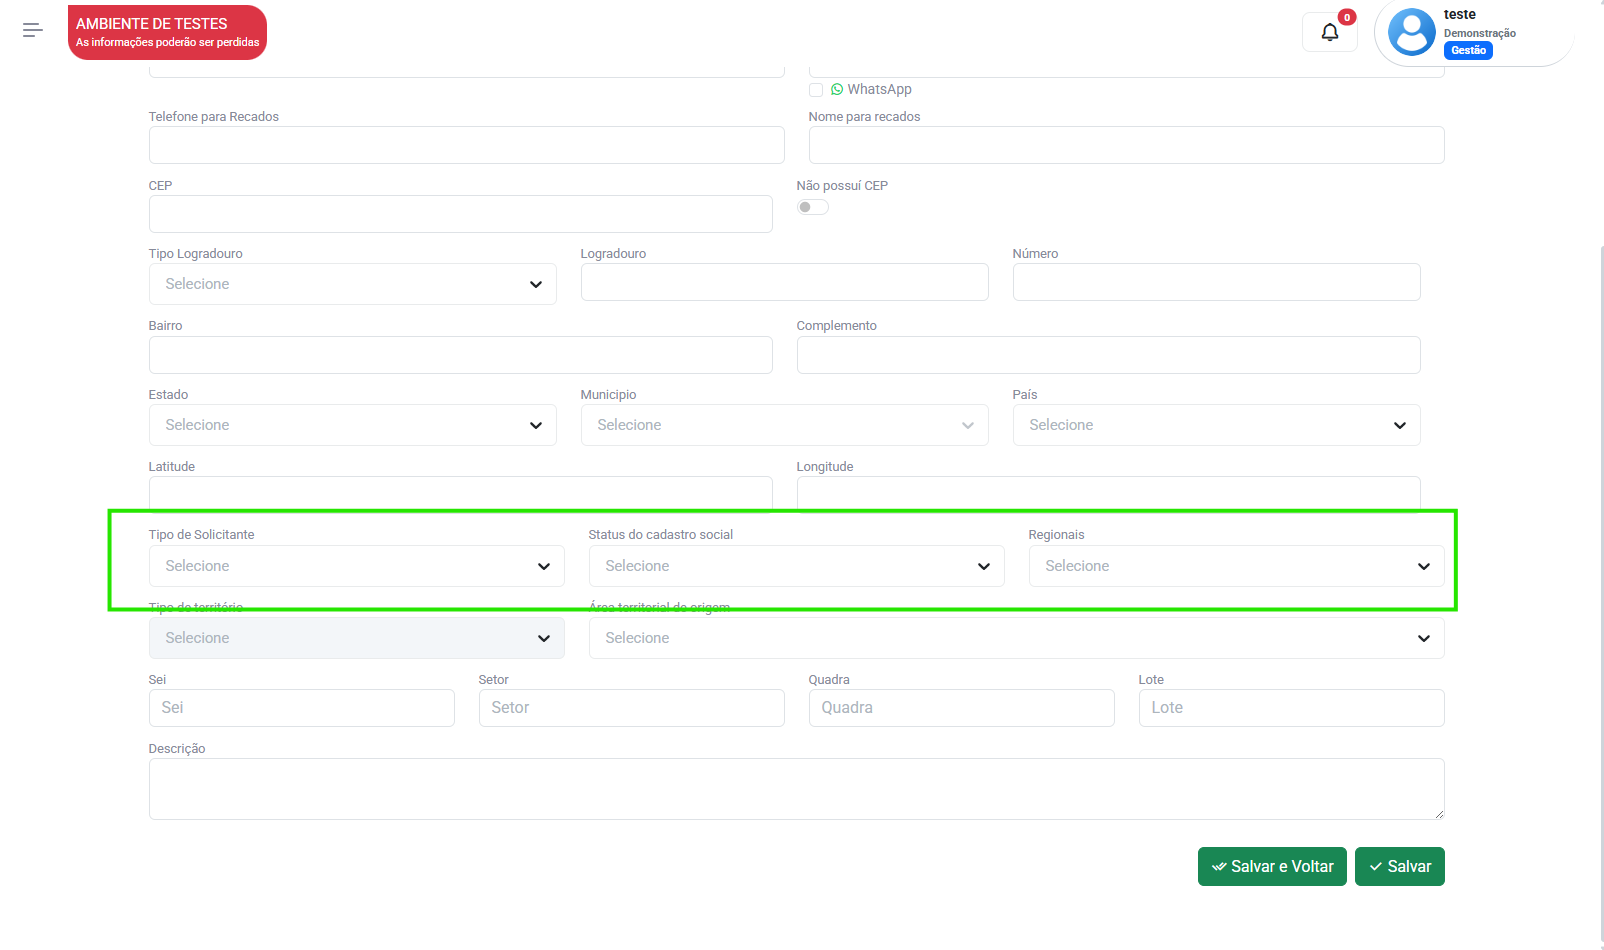 AMBIENTE DE TESTES
As informações poderão ser perdidas
0
teste
Demonstração
Gestão
WhatsApp
Telefone para Recados
Nome para recados
CEP
Não possuí CEP
Tipo Logradouro
Logradouro
Número
Selecione
Bairro
Complemento
Estado
Municipio
País
Selecione
Selecione
Selecione
Latitude
Longitude
Tipo de Solicitante
Status do cadastro social
Regionais
Selecione
Selecione
Selecione
Tipo de território
Área territorial de origem
Selecione
Selecione
Sei
Setor
Quadra
Lote
Sei
Setor
Quadra
Lote
Descrição
Salvar e Voltar
Salvar